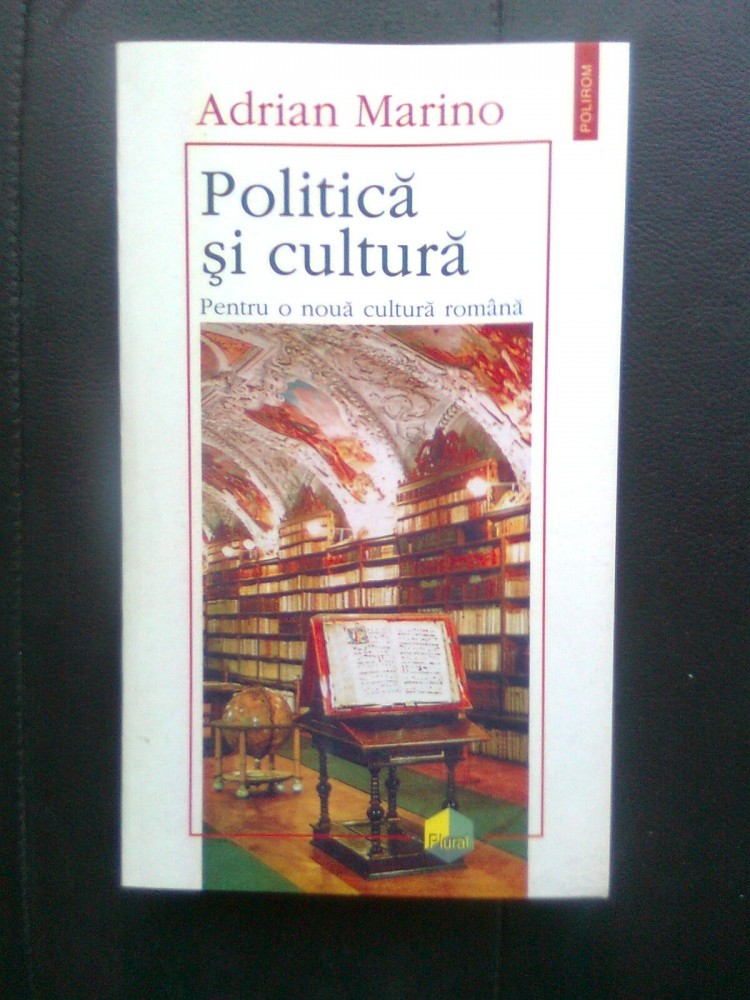 POLIROM
Adrian Marino
Politică
şi cultură
Pentru o nouă cultură română
Plural